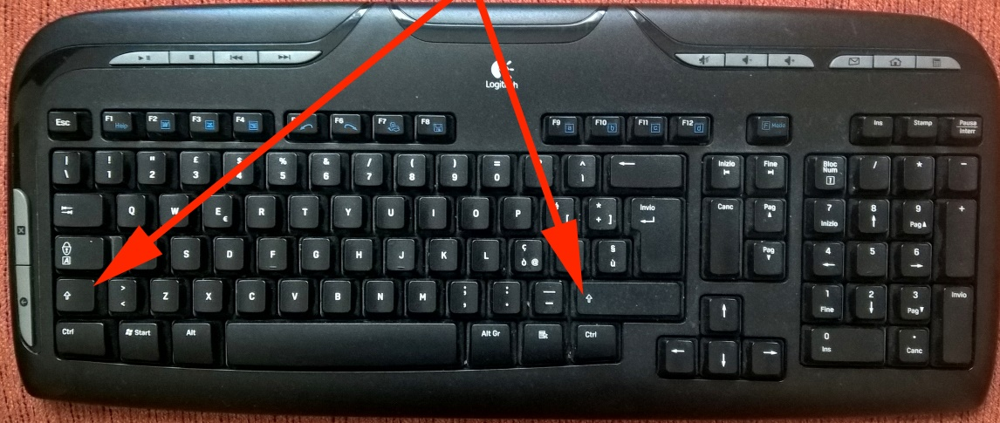 Logitech
Esc F1 Help F2 W F3 F4 F6 F7 F8 F9 a F10 b F11 c F12 d F Mode Ins Stamp Pausa Interr
| \ ! 1 " 2 £ 3 $ 4 % 5 & 6 / 7 ( 8 ) 9 = 0 ^ ì ← Inizio Fine Bloc Num 1 / * -
Q W E € R T Y U I O P [ * + ] Invio Canc Pag ▲ 7 Inizio 8 ↑ 9 Pag▲ +
A S D F G H J K L ç ò @ § ù Pag ▼ 4 ← 5 6 →
⇧ > < Z X C V B N M ; , : . _ - ⇧ ↑ 1 Fine 2 ↓ 3 Pag▼ Invio
Ctrl Start Alt Alt Gr Ctrl ← ↓ → 0 Ins . Canc